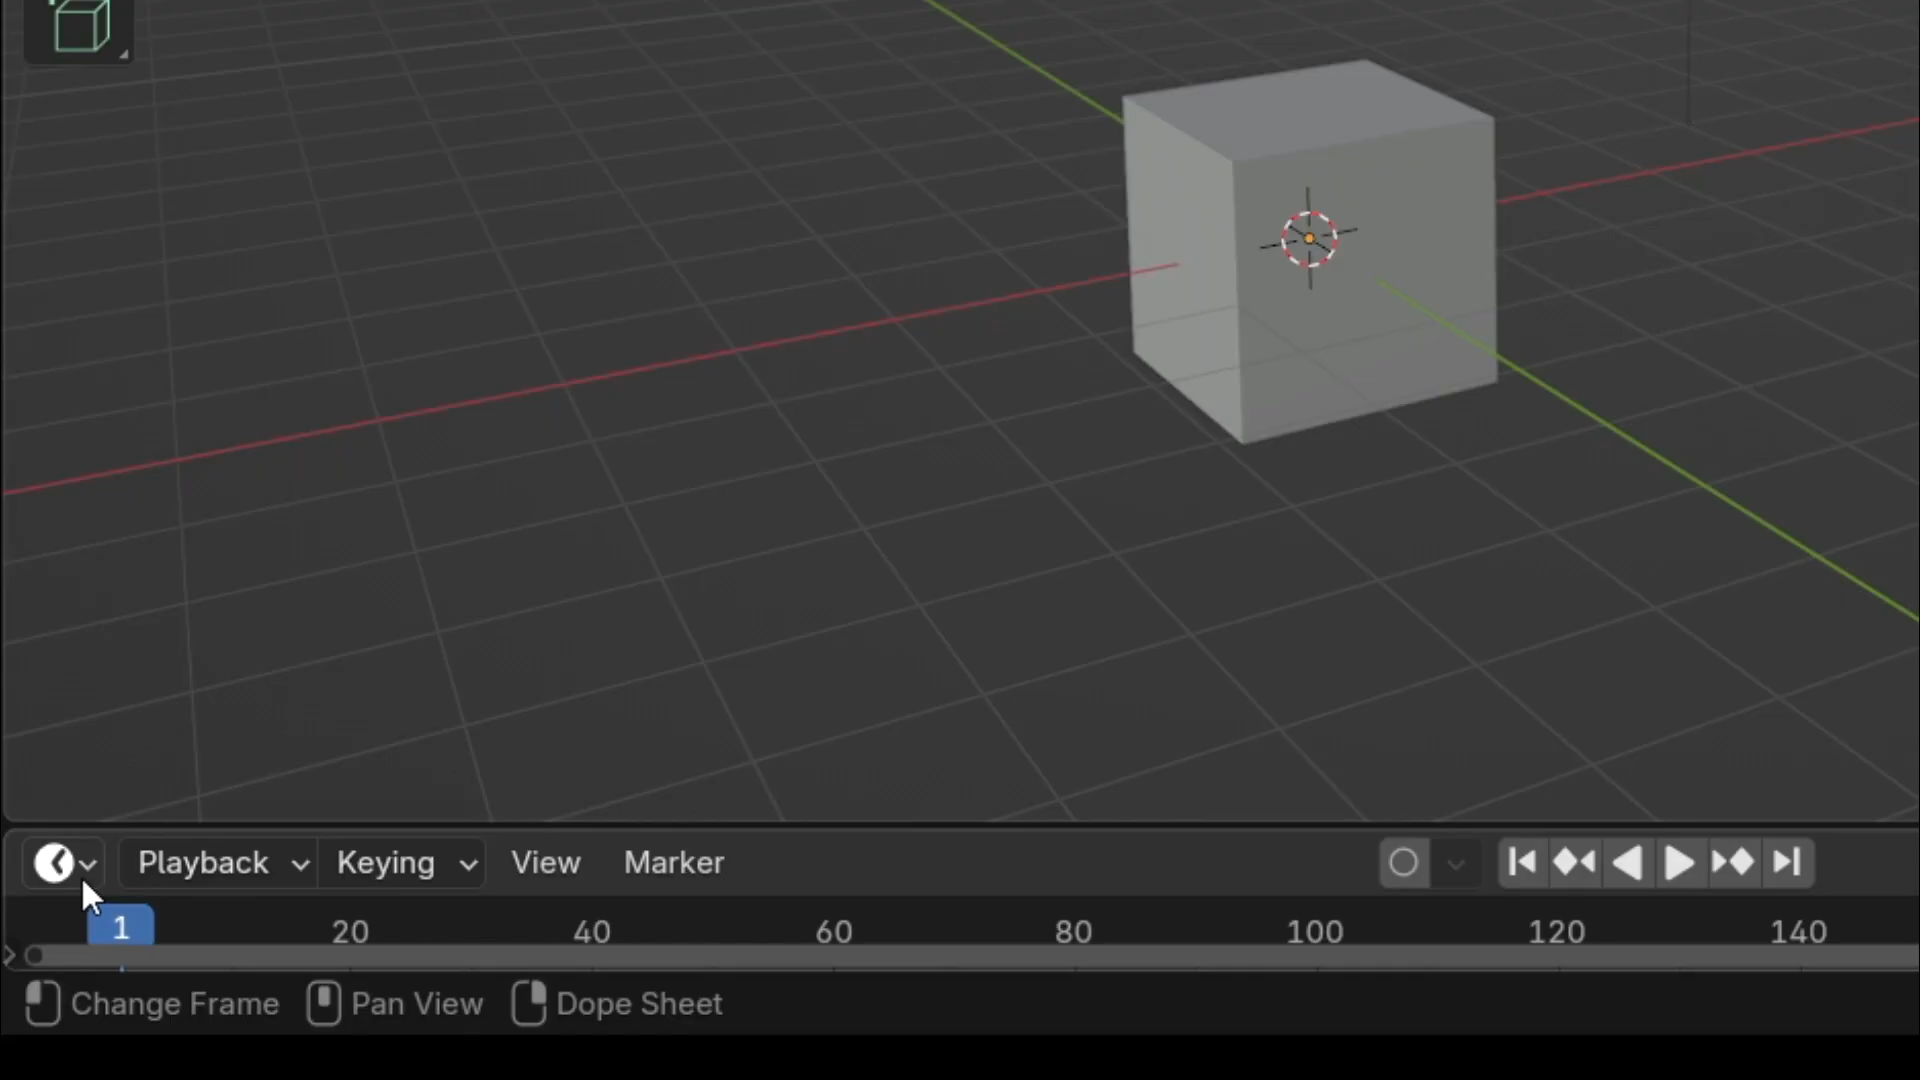 Playback Keying View Marker
1 20 40 60 80 100 120 140
Change Frame Pan View Dope Sheet